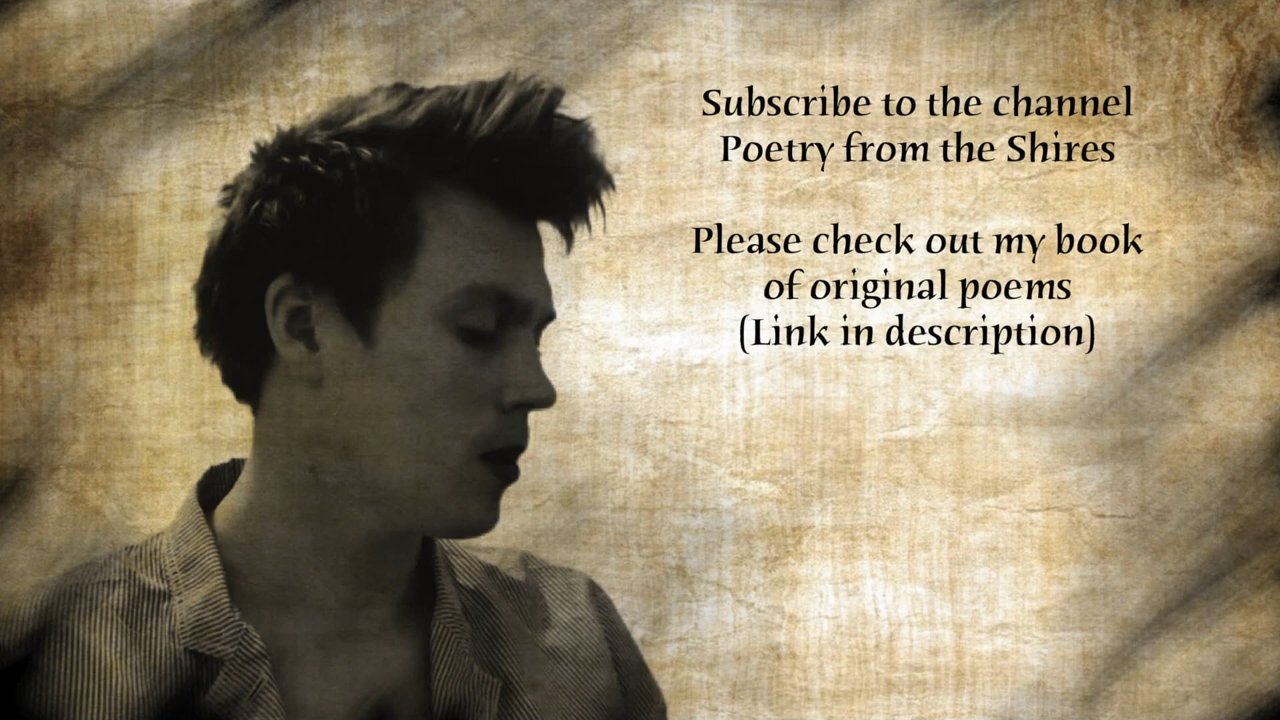 Subscribe to the channel
Poetry from the Shires
Please check out my book
of original poems
(Link in description)